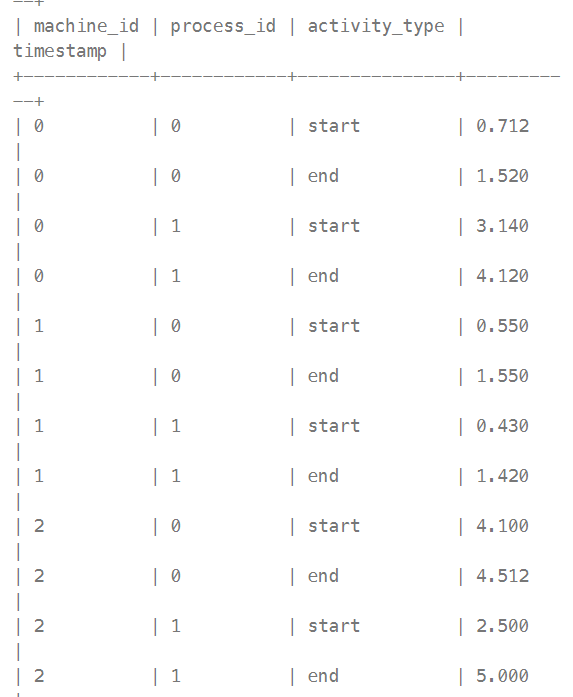 --+
| machine_id | process_id | activity_type |
timestamp |
+------------+------------+---------------+---------
--+
| 0          | 0          | start         | 0.712
|
| 0          | 0          | end           | 1.520
|
| 0          | 1          | start         | 3.140
|
| 0          | 1          | end           | 4.120
|
| 1          | 0          | start         | 0.550
|
| 1          | 0          | end           | 1.550
|
| 1          | 1          | start         | 0.430
|
| 1          | 1          | end           | 1.420
|
| 2          | 0          | start         | 4.100
|
| 2          | 0          | end           | 4.512
|
| 2          | 1          | start         | 2.500
|
| 2          | 1          | end           | 5.000
|